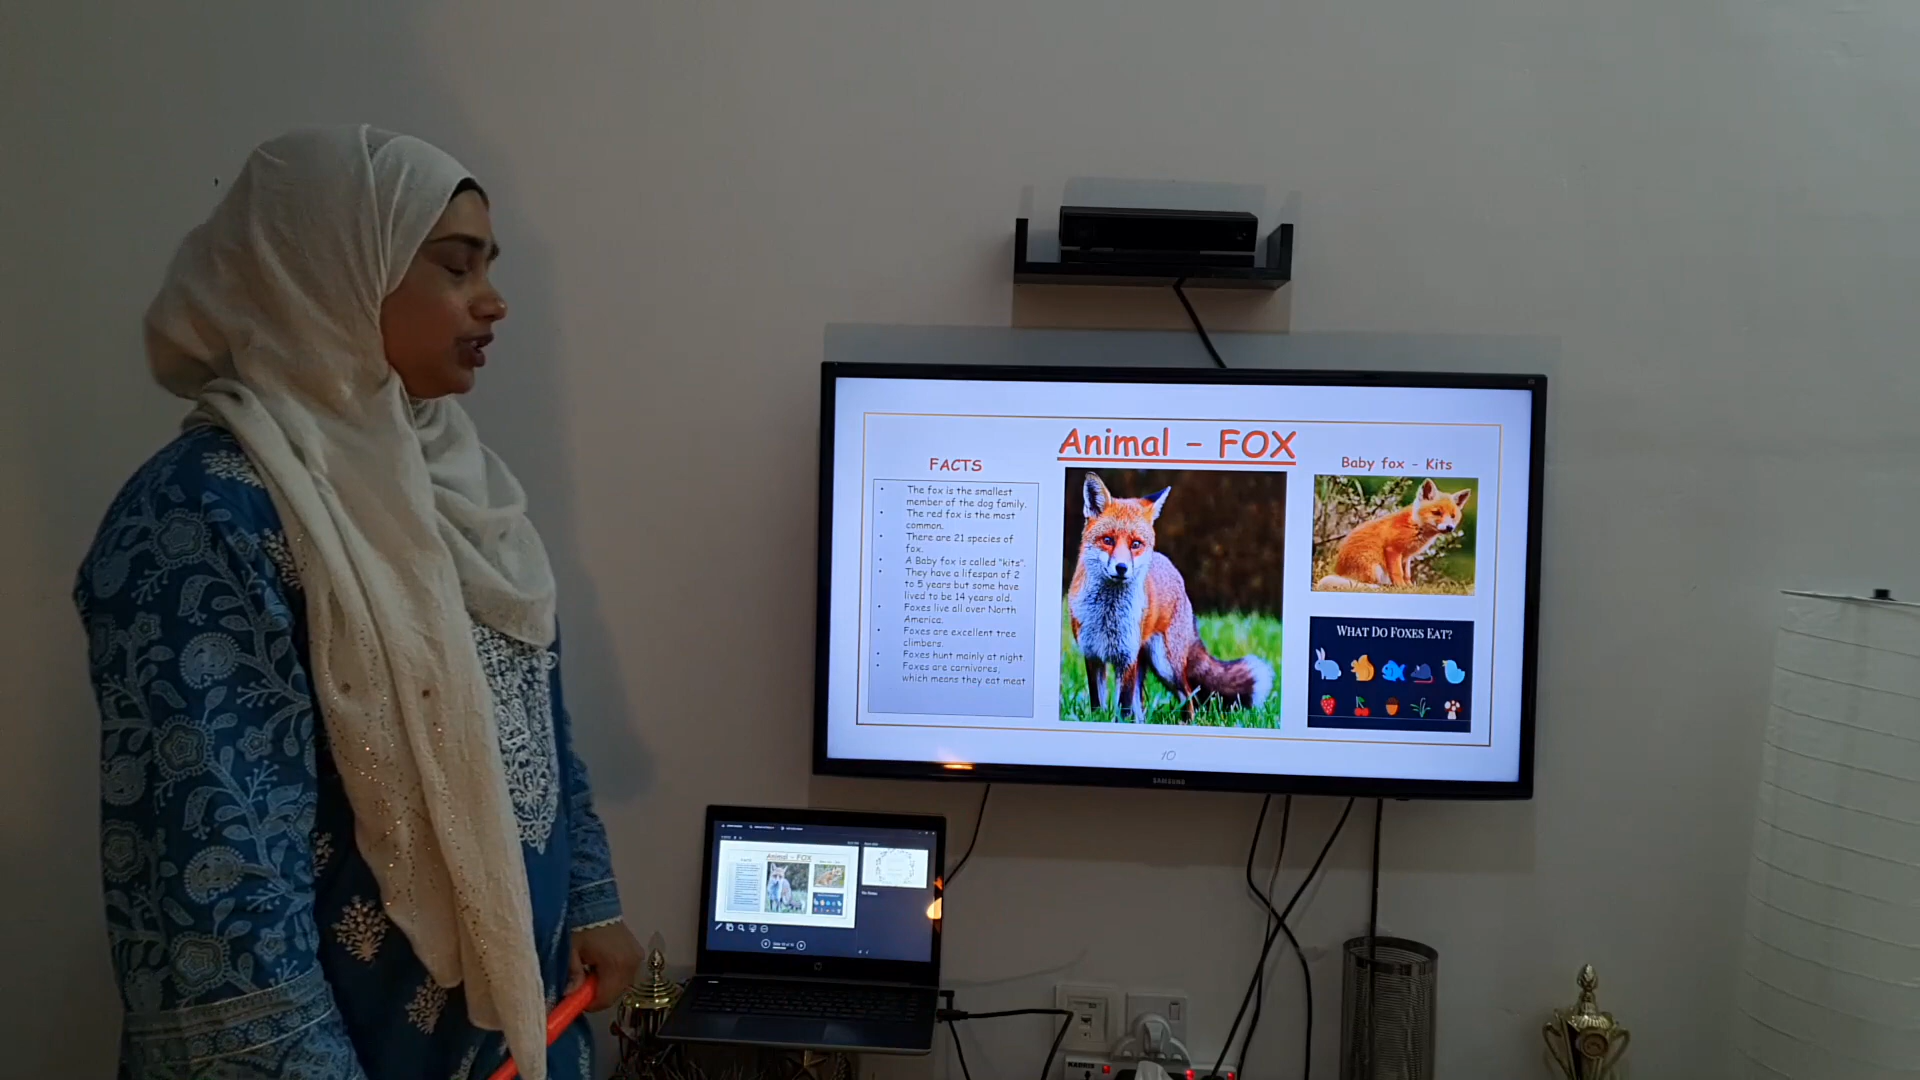 Animal - FOX
FACTS
• The fox is the smallest
member of the dog family.
• The red fox is the most
common.
• There are 21 species of
fox.
• A Baby fox is called "kits".
• They have a lifespan of 2
to 5 years but some have
lived to be 14 years old.
• Foxes live all over North
America.
• Foxes are excellent tree
climbers.
• Foxes hunt mainly at night.
• Foxes are carnivores,
which means they eat meat
Baby fox - Kits
WHAT DO FOXES EAT?
10
SAMSUNG
Animal - FOX
hp